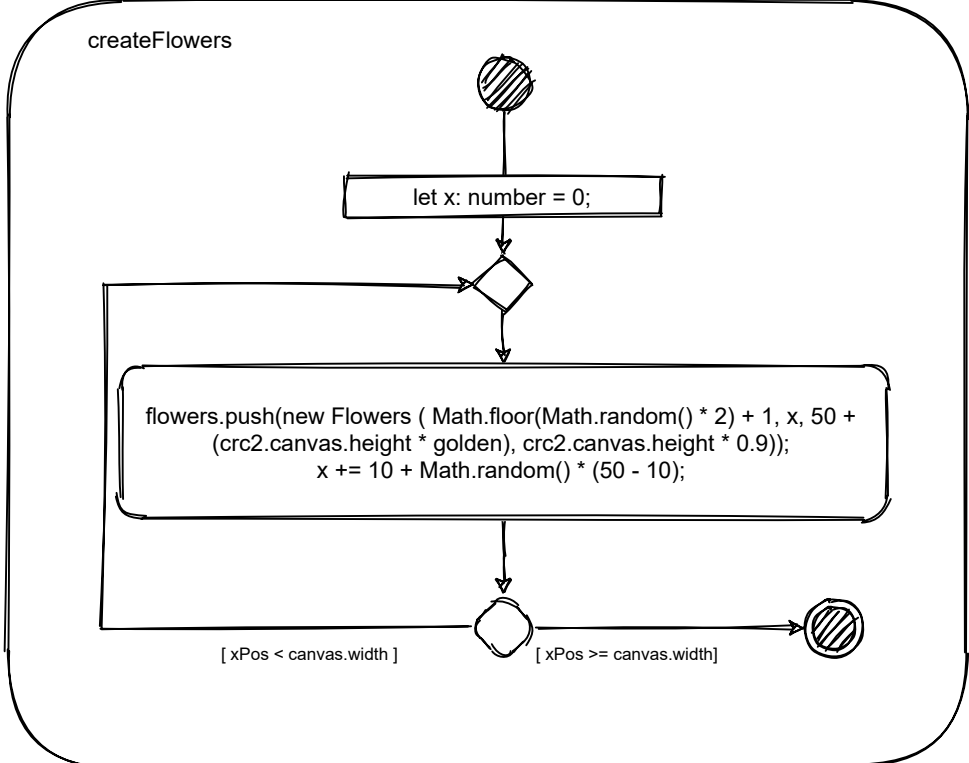 createFlowers
let x: number = 0;
flowers.push(new Flowers ( Math.floor(Math.random() * 2) + 1, x, 50 +
(crc2.canvas.height * golden), crc2.canvas.height * 0.9));
x += 10 + Math.random() * (50 - 10);
[ xPos < canvas.width ]
[ xPos >= canvas.width]